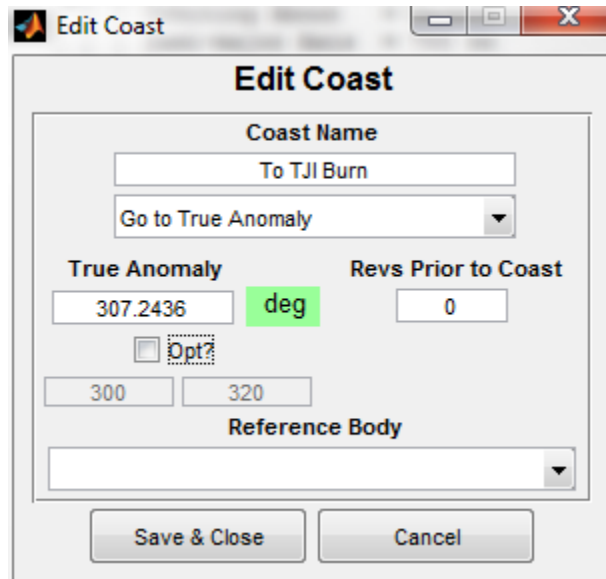 Edit Coast
Edit Coast
Coast Name
To TJI Burn
Go to True Anomaly
True Anomaly Revs Prior to Coast
307.2436 deg 0
Opt?
300 320
Reference Body
Save & Close Cancel